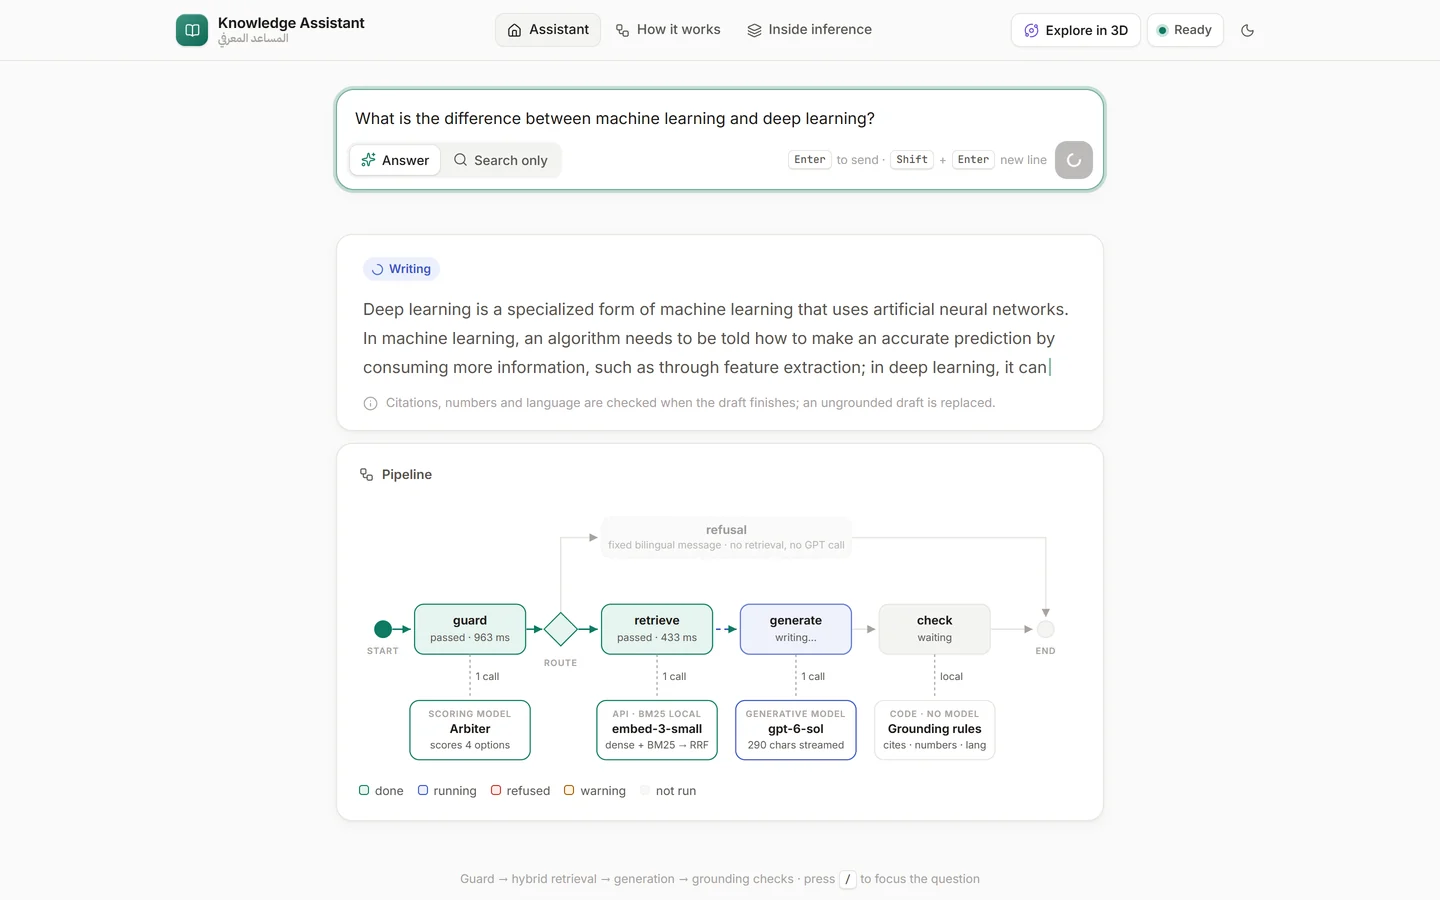 Knowledge Assistant
المساعد المعرفي
Assistant
How it works
Inside inference
Explore in 3D
Ready
What is the difference between machine learning and deep learning?
Answer
Search only
Enter to send · Shift + Enter new line
Writing
Deep learning is a specialized form of machine learning that uses artificial neural networks.
In machine learning, an algorithm needs to be told how to make an accurate prediction by
consuming more information, such as through feature extraction; in deep learning, it can
Citations, numbers and language are checked when the draft finishes; an ungrounded draft is replaced.
Pipeline
refusal
fixed bilingual message · no retrieval, no GPT call
START
guard
passed · 963 ms
ROUTE
retrieve
passed · 433 ms
generate
writing...
check
waiting
END
1 call
1 call
1 call
local
SCORING MODEL
Arbiter
scores 4 options
API · BM25 LOCAL
embed-3-small
dense + BM25 → RRF
GENERATIVE MODEL
gpt-6-sol
290 chars streamed
CODE · NO MODEL
Grounding rules
cites · numbers · lang
done
running
refused
warning
not run
Guard → hybrid retrieval → generation → grounding checks · press / to focus the question